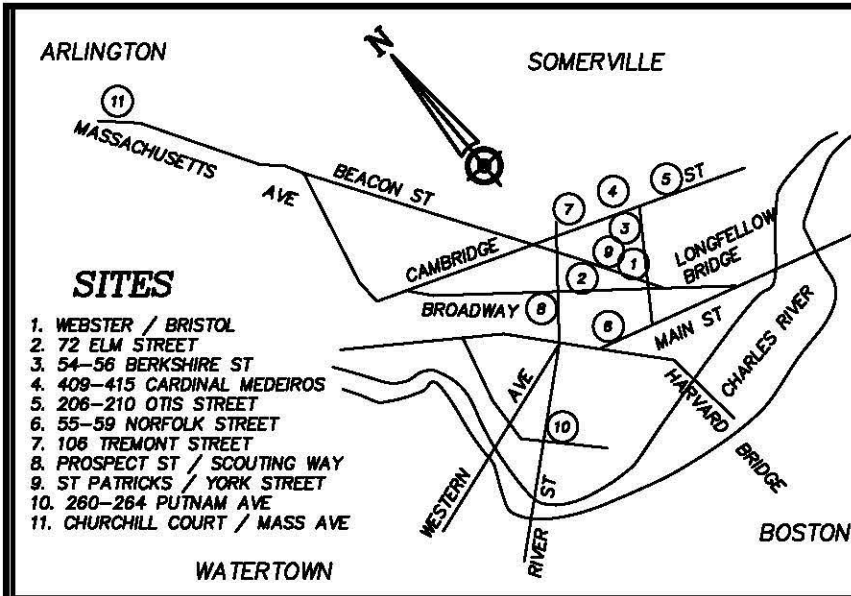 ARLINGTON
N
SOMERVILLE
11
MASSACHUSETTS
AVE
BEACON ST
7
4
5
ST
3
CAMBRIDGE
9
1
LONGFELLOW
BRIDGE
2
BROADWAY
8
6
MAIN ST
CHARLES RIVER
HARVARD
BRIDGE
AVE
WESTERN
10
ST
RIVER
SITES
1. WEBSTER / BRISTOL
2. 72 ELM STREET
3. 54-56 BERKSHIRE ST
4. 409-415 CARDINAL MEDEIROS
5. 206-210 OTIS STREET
6. 55-59 NORFOLK STREET
7. 106 TREMONT STREET
8. PROSPECT ST / SCOUTING WAY
9. ST PATRICKS / YORK STREET
10. 260-264 PUTNAM AVE
11. CHURCHILL COURT / MASS AVE
WATERTOWN
BOSTON